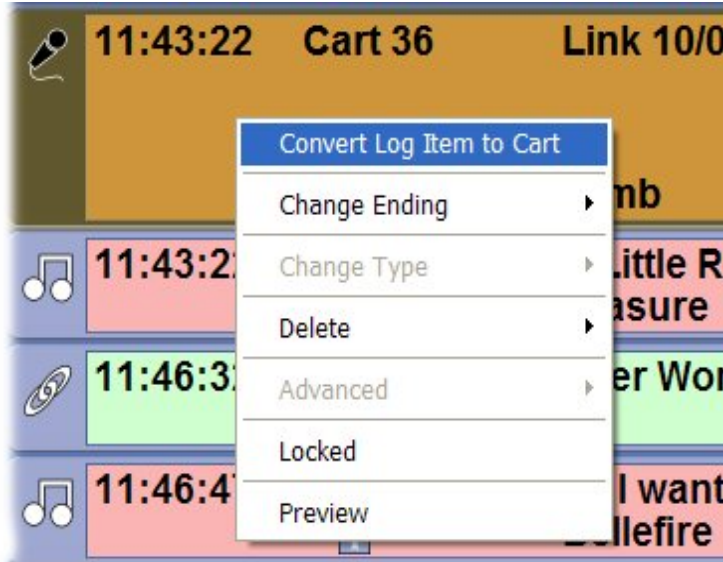 11:43:22 Cart 36 Link 10/0
Convert Log Item to Cart
Change Ending
mb
11:43:2
Change Type
Little R
asure
Delete
11:46:3
Advanced
er Wor
Locked
11:46:4
I want
Preview
llefire